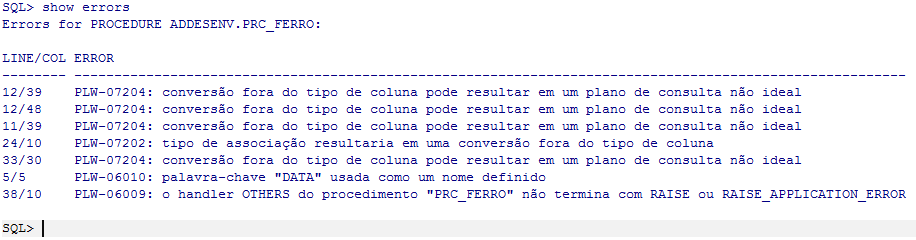 SQL> show errors
Errors for PROCEDURE ADDESENV.PRC_FERRO:
LINE/COL ERROR
-------- -----------------------------------------------------------------------------------------------
12/39    PLW-07204: conversão fora do tipo de coluna pode resultar em um plano de consulta não ideal
12/48    PLW-07204: conversão fora do tipo de coluna pode resultar em um plano de consulta não ideal
11/39    PLW-07204: conversão fora do tipo de coluna pode resultar em um plano de consulta não ideal
24/10    PLW-07202: tipo de associação resultaria em uma conversão fora do tipo de coluna
33/30    PLW-07204: conversão fora do tipo de coluna pode resultar em um plano de consulta não ideal
5/5      PLW-06010: palavra-chave "DATA" usada como um nome definido
38/10    PLW-06009: o handler OTHERS do procedimento "PRC_FERRO" não termina com RAISE ou RAISE_APPLICATION_ERROR
SQL>